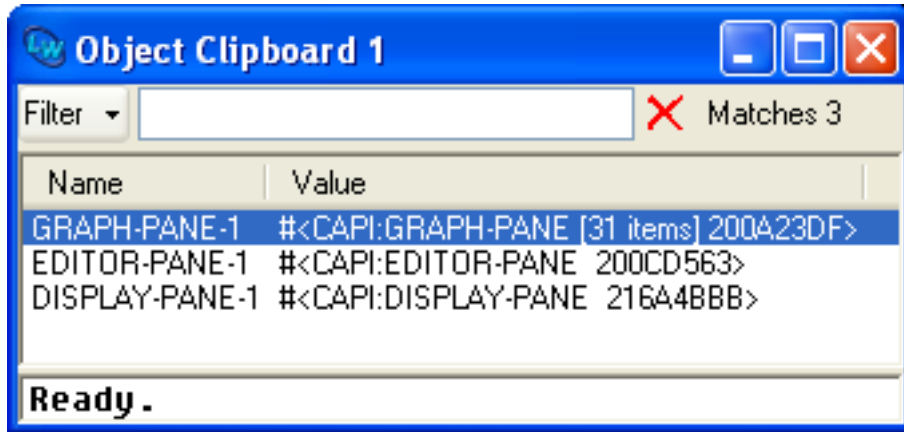 LW Object Clipboard 1
Filter Matches 3
Name Value
GRAPH-PANE-1 #<CAPI:GRAPH-PANE [31 items] 200A23DF>
EDITOR-PANE-1 #<CAPI:EDITOR-PANE  200CD563>
DISPLAY-PANE-1 #<CAPI:DISPLAY-PANE  216A4BBB>
Ready.